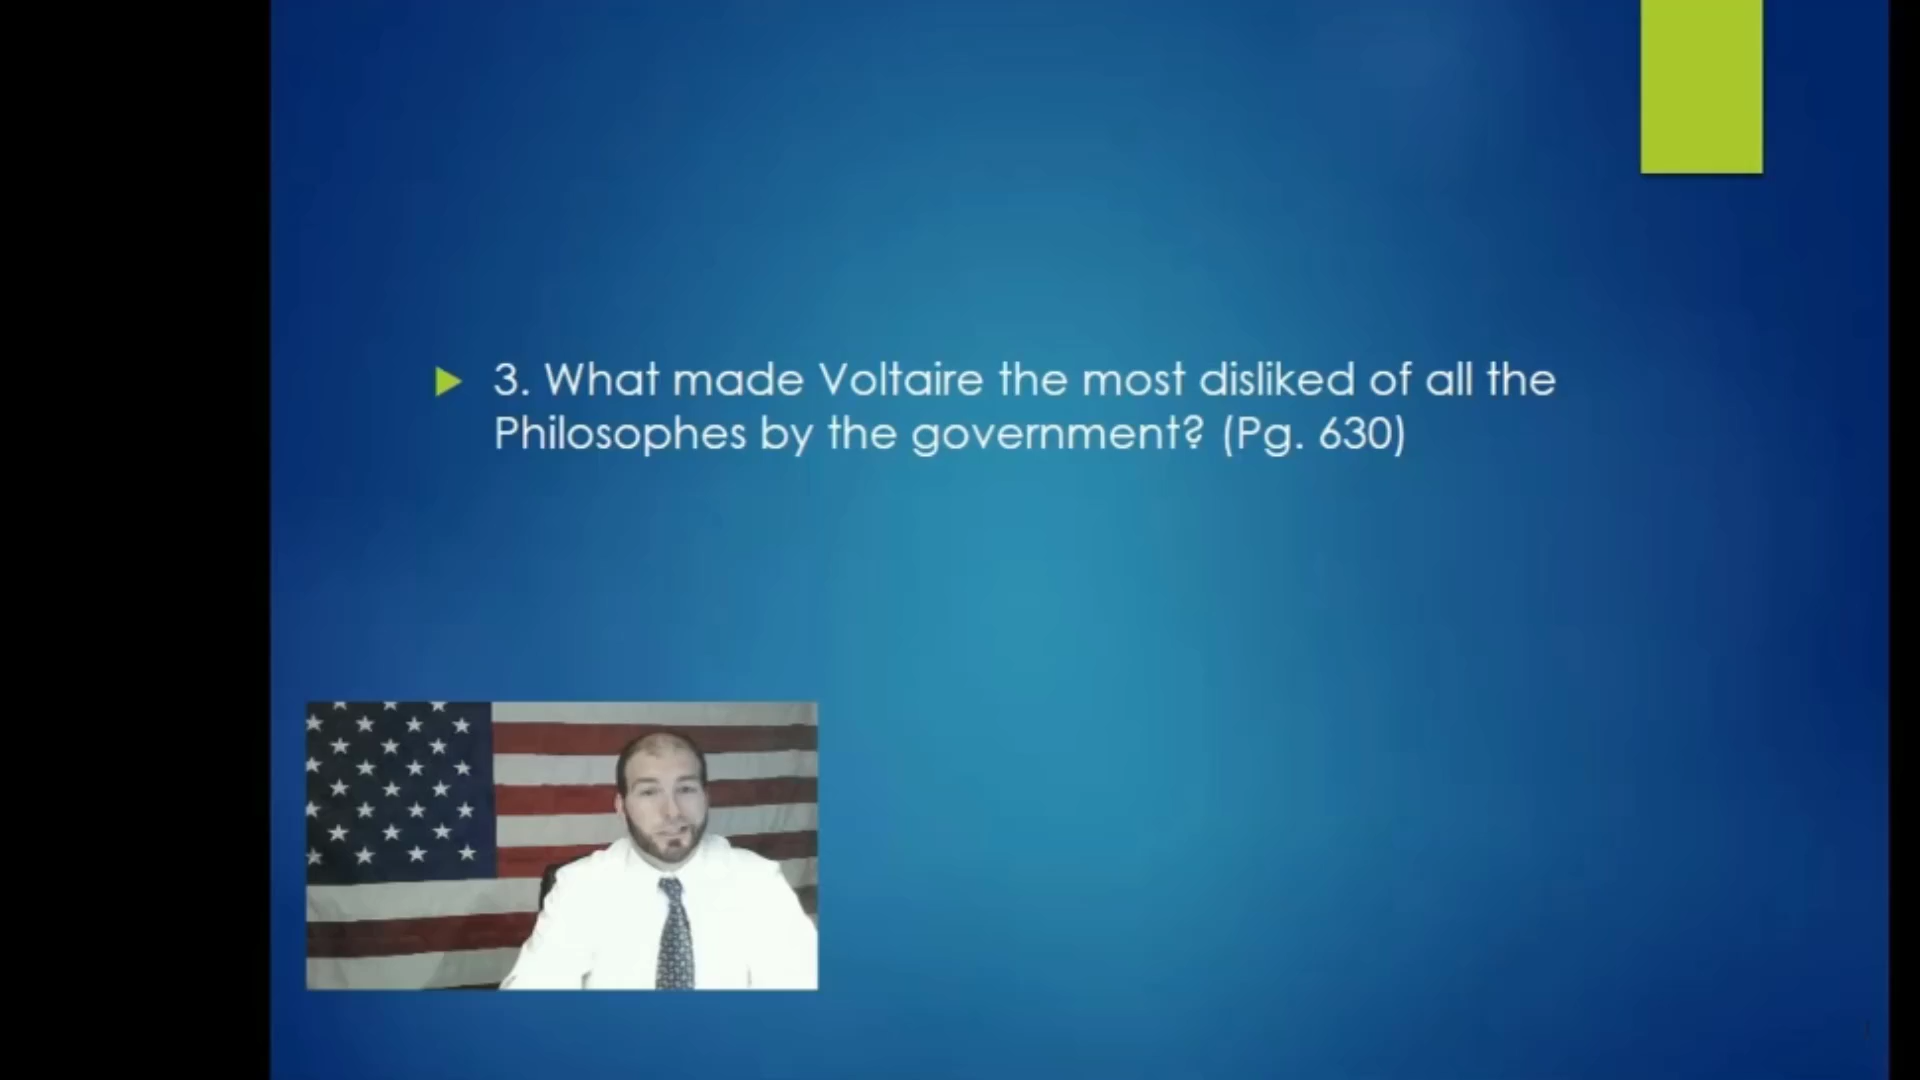 3. What made Voltaire the most disliked of all the
Philosophes by the government? (Pg. 630)